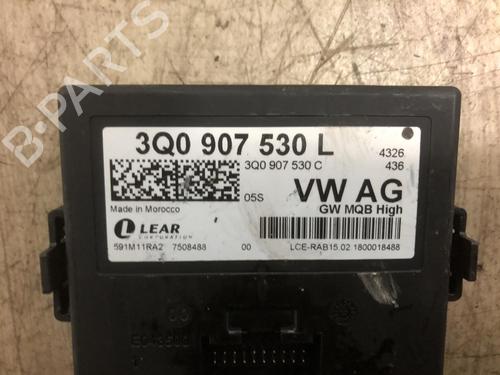 B-PARTS
3Q0 907 530 L
4326
3Q0 907 530 C
436
05S
VW AG
GW MQB High
Made in Morocco
LEAR
CORPORATION
591M11RA2 7508488 00 LCE-RAB15.02 1800018488